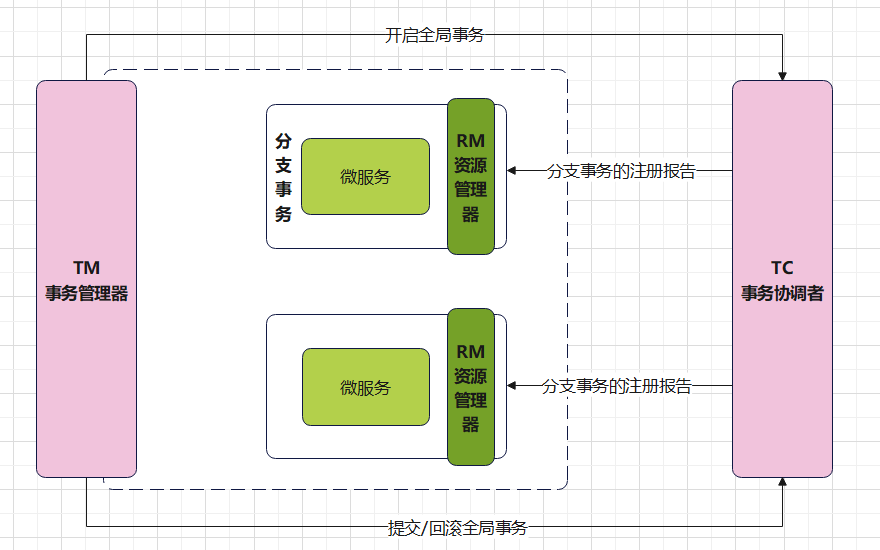 开启全局事务
TM
事务管理器
分
支
事
务
微服务
RM
资源
管理
器
分支事务的注册报告
TC
事务协调者
微服务
RM
资源
管理
器
分支事务的注册报告
提交/回滚全局事务